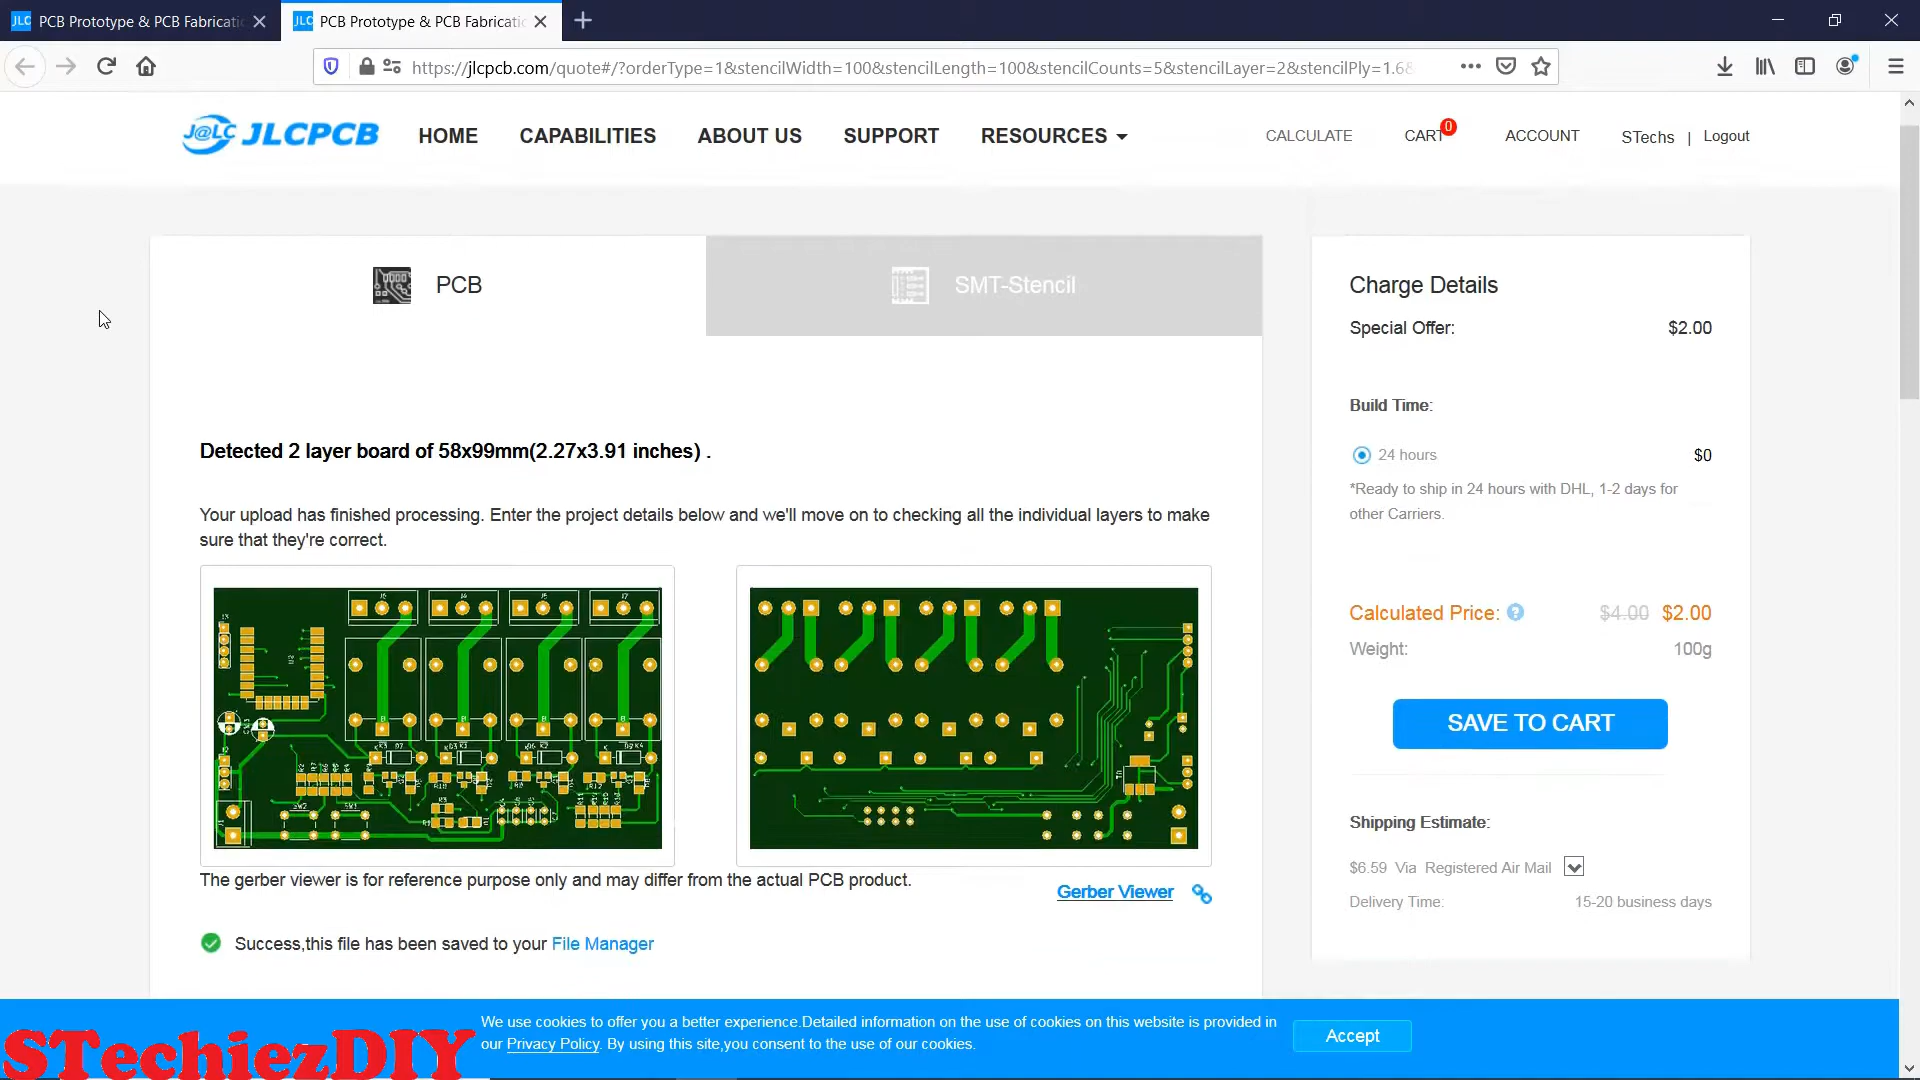 JLC PCB Prototype & PCB Fabricatio
JLC PCB Prototype & PCB Fabricatio
https://jlcpcb.com/quote#/?orderType=1&stencilWidth=100&stencilLength=100&stencilCounts=5&stencilLayer=2&stencilPly=1.6&
J@LC JLCPCB
HOME
CAPABILITIES
ABOUT US
SUPPORT
RESOURCES
CALCULATE
CART 0
ACCOUNT
STechs | Logout
PCB
SMT-Stencil
Detected 2 layer board of 58x99mm(2.27x3.91 inches) .
Your upload has finished processing. Enter the project details below and we'll move on to checking all the individual layers to make
sure that they're correct.
The gerber viewer is for reference purpose only and may differ from the actual PCB product.
Gerber Viewer
Success,this file has been saved to your File Manager
Charge Details
Special Offer: $2.00
Build Time:
24 hours $0
*Ready to ship in 24 hours with DHL, 1-2 days for
other Carriers.
Calculated Price: ? $4.00 $2.00
Weight: 100g
SAVE TO CART
Shipping Estimate:
$6.59 Via Registered Air Mail
Delivery Time: 15-20 business days
We use cookies to offer you a better experience.Detailed information on the use of cookies on this website is provided in
our Privacy Policy. By using this site,you consent to the use of our cookies.
Accept
STechiezDIY